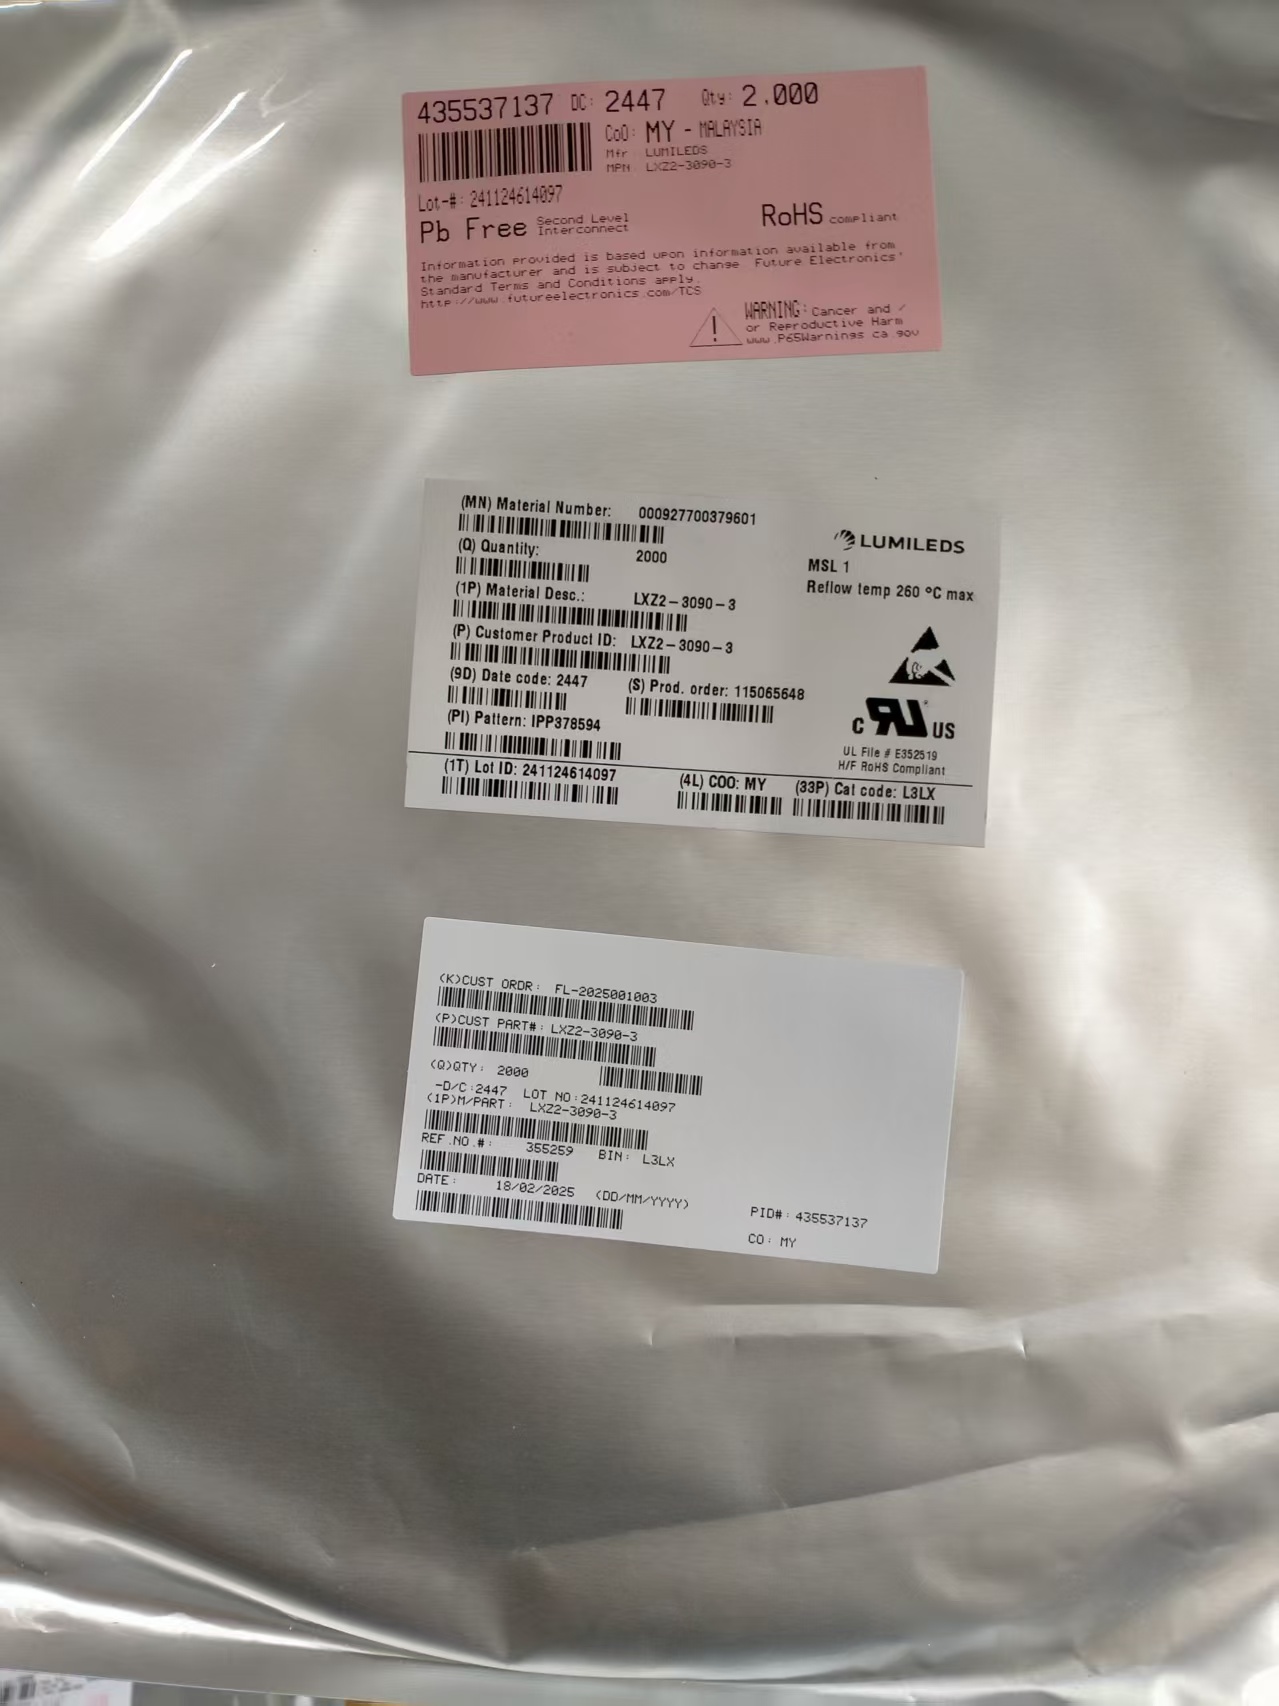 435537137 DC: 2447 Qty: 2,000
CoO: MY - MALAYSIA
Mfr : LUMILEDS
MPN: LXZ2-3090-3
Lot-#: 241124614097
Pb Free Second Level
Interconnect
RoHS compliant
Information provided is based upon information available from
the manufacturer and is subject to change. Future Electronics'
Standard Terms and Conditions apply.
http://www.futureelectronics.com/TCS
WARNING: Cancer and /
or Reproductive Harm
www.P65Warnings.ca.gov
(MN) Material Number: 000927700379601
(Q) Quantity: 2000
(1P) Material Desc.: LXZ2-3090-3
(P) Customer Product ID: LXZ2-3090-3
(9D) Date code: 2447 (S) Prod. order: 115065648
(PI) Pattern: IPP378594
(1T) Lot ID: 241124614097 (4L) COO: MY (33P) Cat code: L3LX
LUMILEDS
MSL 1
Reflow temp 260 °C max
C RU US
UL File # E352519
H/F RoHS Compliant
(K)CUST ORDR: FL-2025001003
(P)CUST PART#: LXZ2-3090-3
(Q)QTY: 2000
-D/C:2447 LOT NO:241124614097
(1P)M/PART: LXZ2-3090-3
REF.NO.#: 355259 BIN: L3LX
DATE: 18/02/2025 (DD/MM/YYYY)
PID#: 435537137
CO: MY